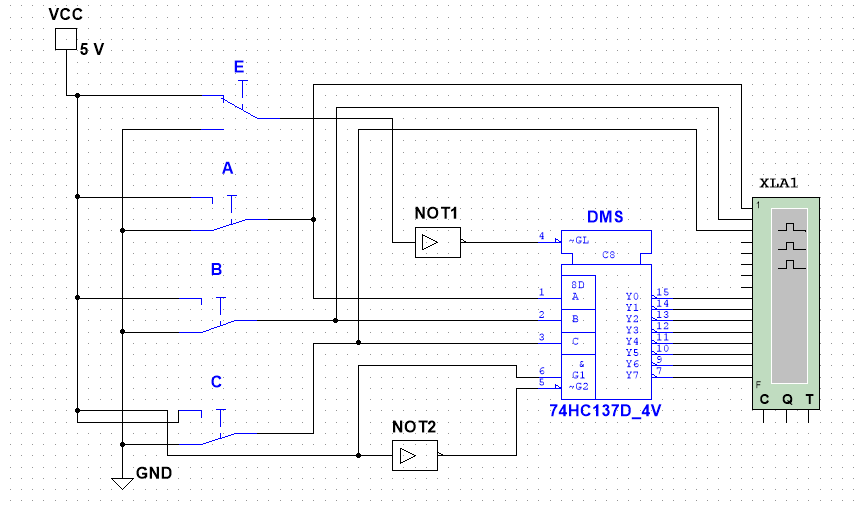 VCC
5 V
E
A
XLA1
NOT1
DMS
1
4
~GL
C8
B
8D
1
A
Y0
15
Y1
14
2
B
Y2
13
Y3
12
3
C
Y4
11
Y5
10
&
Y6
9
6
G1
Y7
7
5
~G2
C
F
C Q T
74HC137D_4V
NOT2
GND